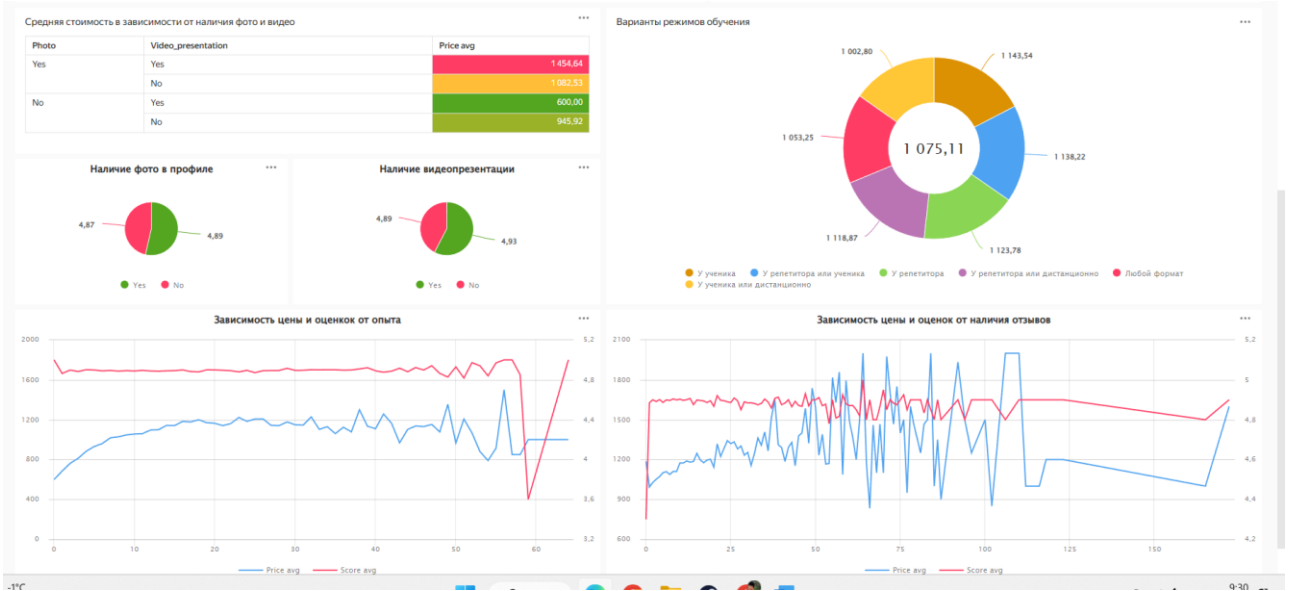 Средняя стоимость в зависимости от наличия фото и видео
Photo Video_presentation Price avg
Yes Yes 1 454,64
No 1 082,53
No Yes 600,00
No 945,92
Наличие фото в профиле
4,87
4,89
Yes No
Наличие видеопрезентации
4,89
4,93
Yes No
Варианты режимов обучения
1 002,80
1 143,54
1 053,25
1 075,11
1 138,22
1 118,87
1 123,78
У ученика У репетитора или ученика У репетитора У репетитора или дистанционно Любой формат
У ученика или дистанционно
Зависимость цены и оценкок от опыта
2000 5,2
1600 4,8
1200 4,4
800 4
400 3,6
0 3,2
0 10 20 30 40 50 60
Price avg Score avg
Зависимость цены и оценок от наличия отзывов
2100 5,2
1800 5
1500 4,8
1200 4,6
900 4,4
600 4,2
0 25 50 75 100 125 150
Price avg Score avg
-1°C 9:30